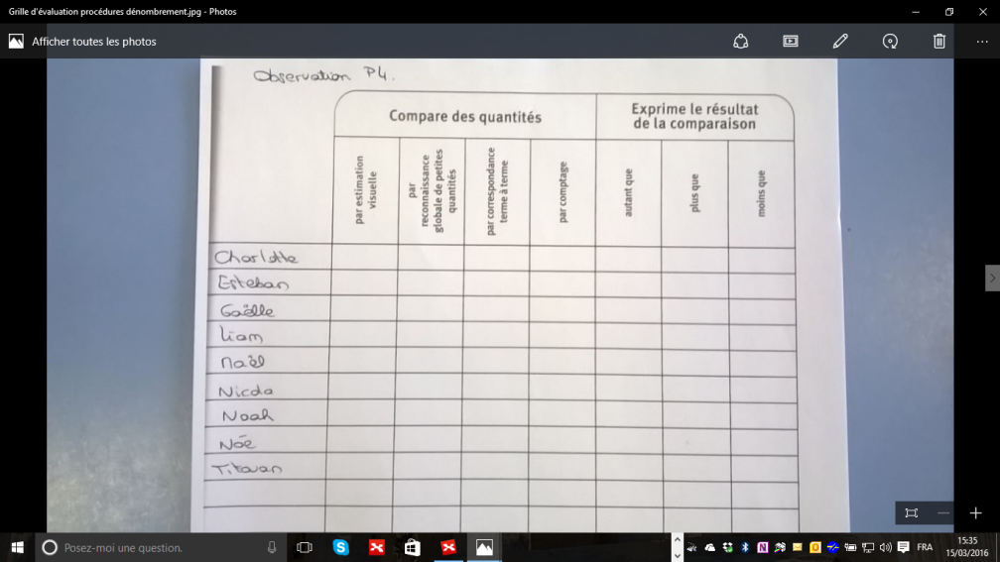 Grille d'évaluation procédures dénombrement.jpg - Photos
Afficher toutes les photos
Observation P4.
Compare des quantités
Exprime le résultat
de la comparaison
par estimation
visuelle
par
reconnaissance
globale de petites
quantités
par correspondance
terme à terme
par comptage
autant que
plus que
moins que
Charlotte
Esteban
Gaëlle
Liam
Naël
Noah
Titouan
Posez-moi une question.
FRA
15:35
15/03/2016